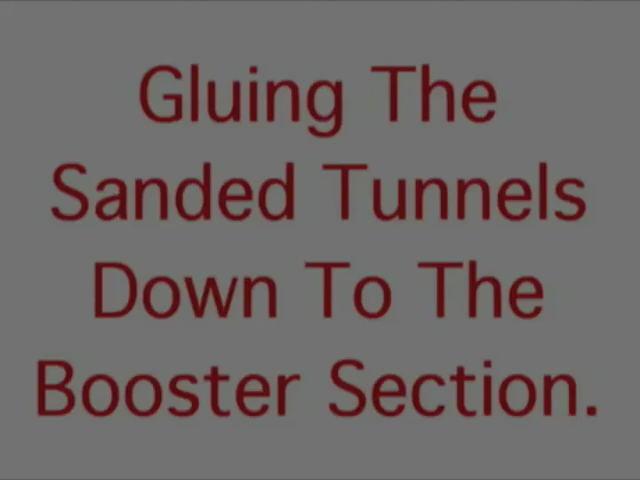 Gluing The
Sanded Tunnels
Down To The
Booster Section.